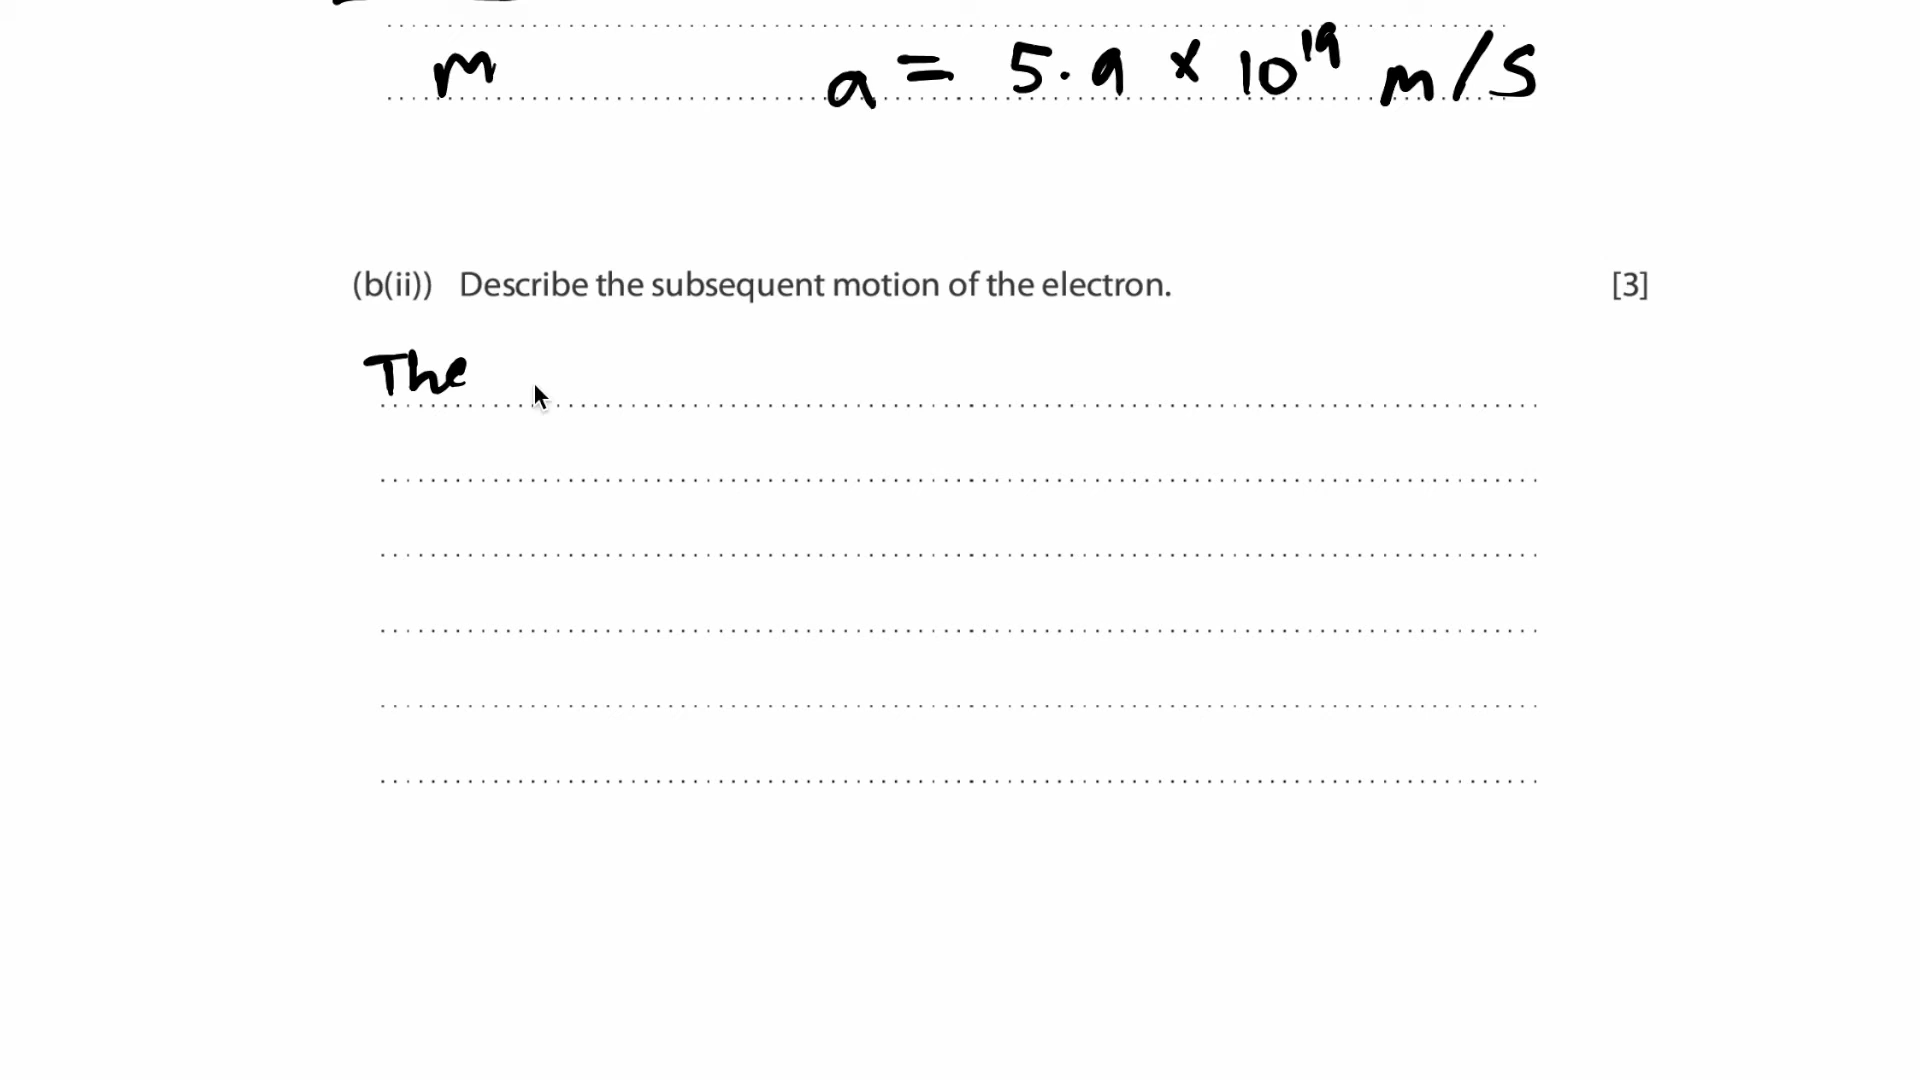 m a = 5.9 × 10¹⁹ m/s
(b(ii)) Describe the subsequent motion of the electron. [3]
The